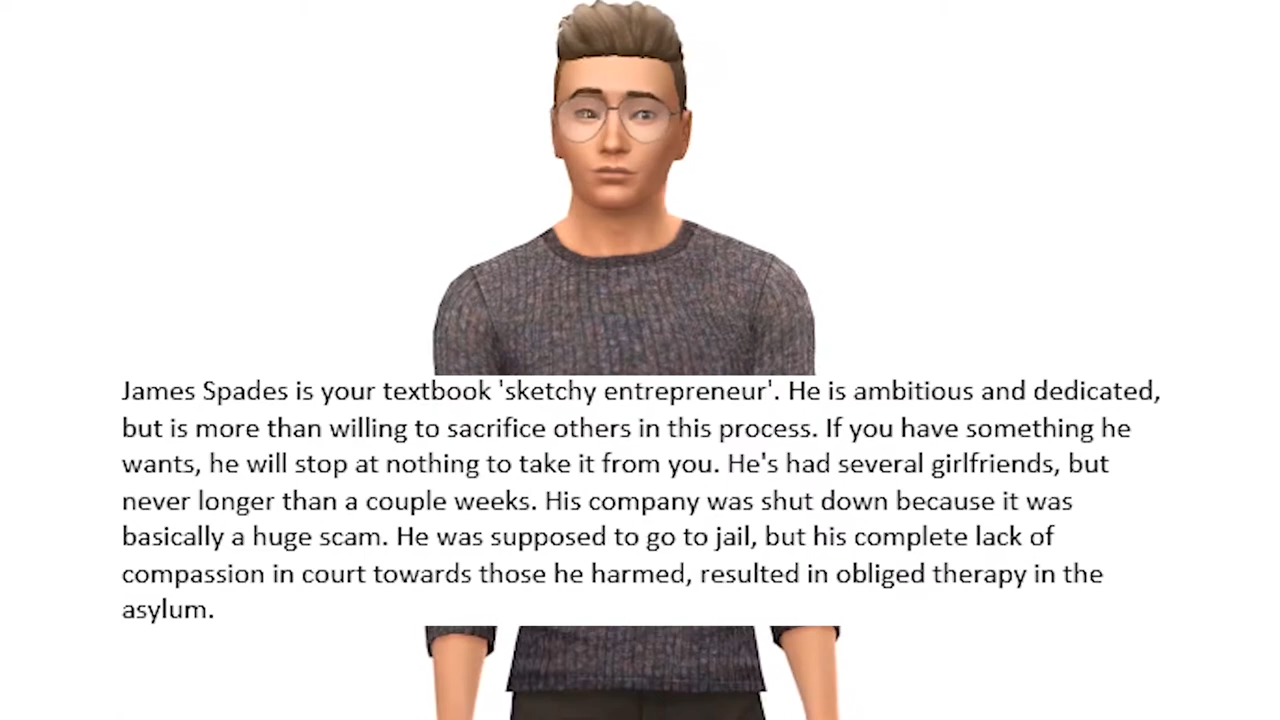 James Spades is your textbook 'sketchy entrepreneur'. He is ambitious and dedicated,
but is more than willing to sacrifice others in this process. If you have something he
wants, he will stop at nothing to take it from you. He's had several girlfriends, but
never longer than a couple weeks. His company was shut down because it was
basically a huge scam. He was supposed to go to jail, but his complete lack of
compassion in court towards those he harmed, resulted in obliged therapy in the
asylum.